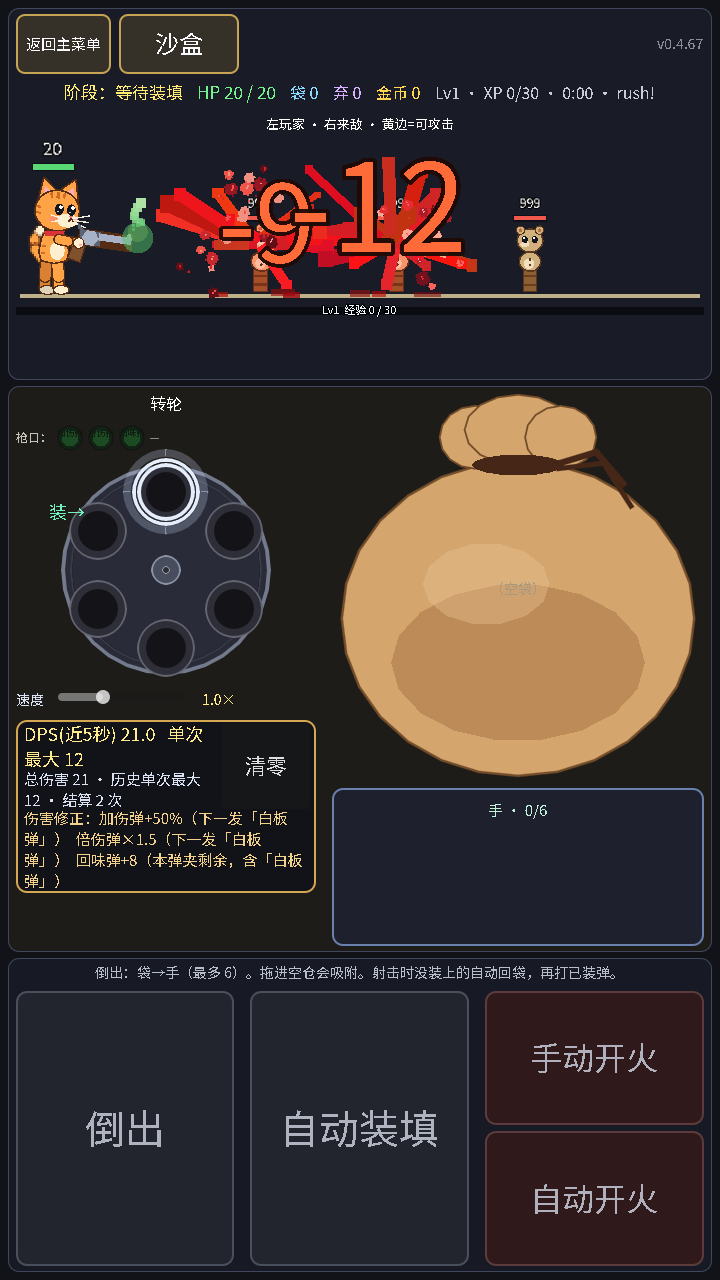 返回主菜单
沙盒
v0.4.67
阶段：等待装填 HP 20 / 20 袋 0 弃 0 金币 0 Lv1 · XP 0/30 · 0:00 · rush!
左玩家 · 右来敌 · 黄边=可攻击
20
-9
-12
999
Lv1 经验 0 / 30
转轮
枪口：
—
装→
(空袋)
速度
1.0×
DPS(近5秒) 21.0 单次
最大 12
总伤害 21 · 历史单次最大
12 · 结算 2 次
伤害修正：加伤弹+50%（下一发「白板
弹」） 倍伤弹×1.5（下一发「白板
弹」） 回味弹+8（本弹夹剩余，含「白板
弹」）
清零
手 · 0/6
倒出：袋→手（最多 6）。拖进空仓会吸附。射击时没装上的自动回袋，再打已装弹。
倒出
自动装填
手动开火
自动开火